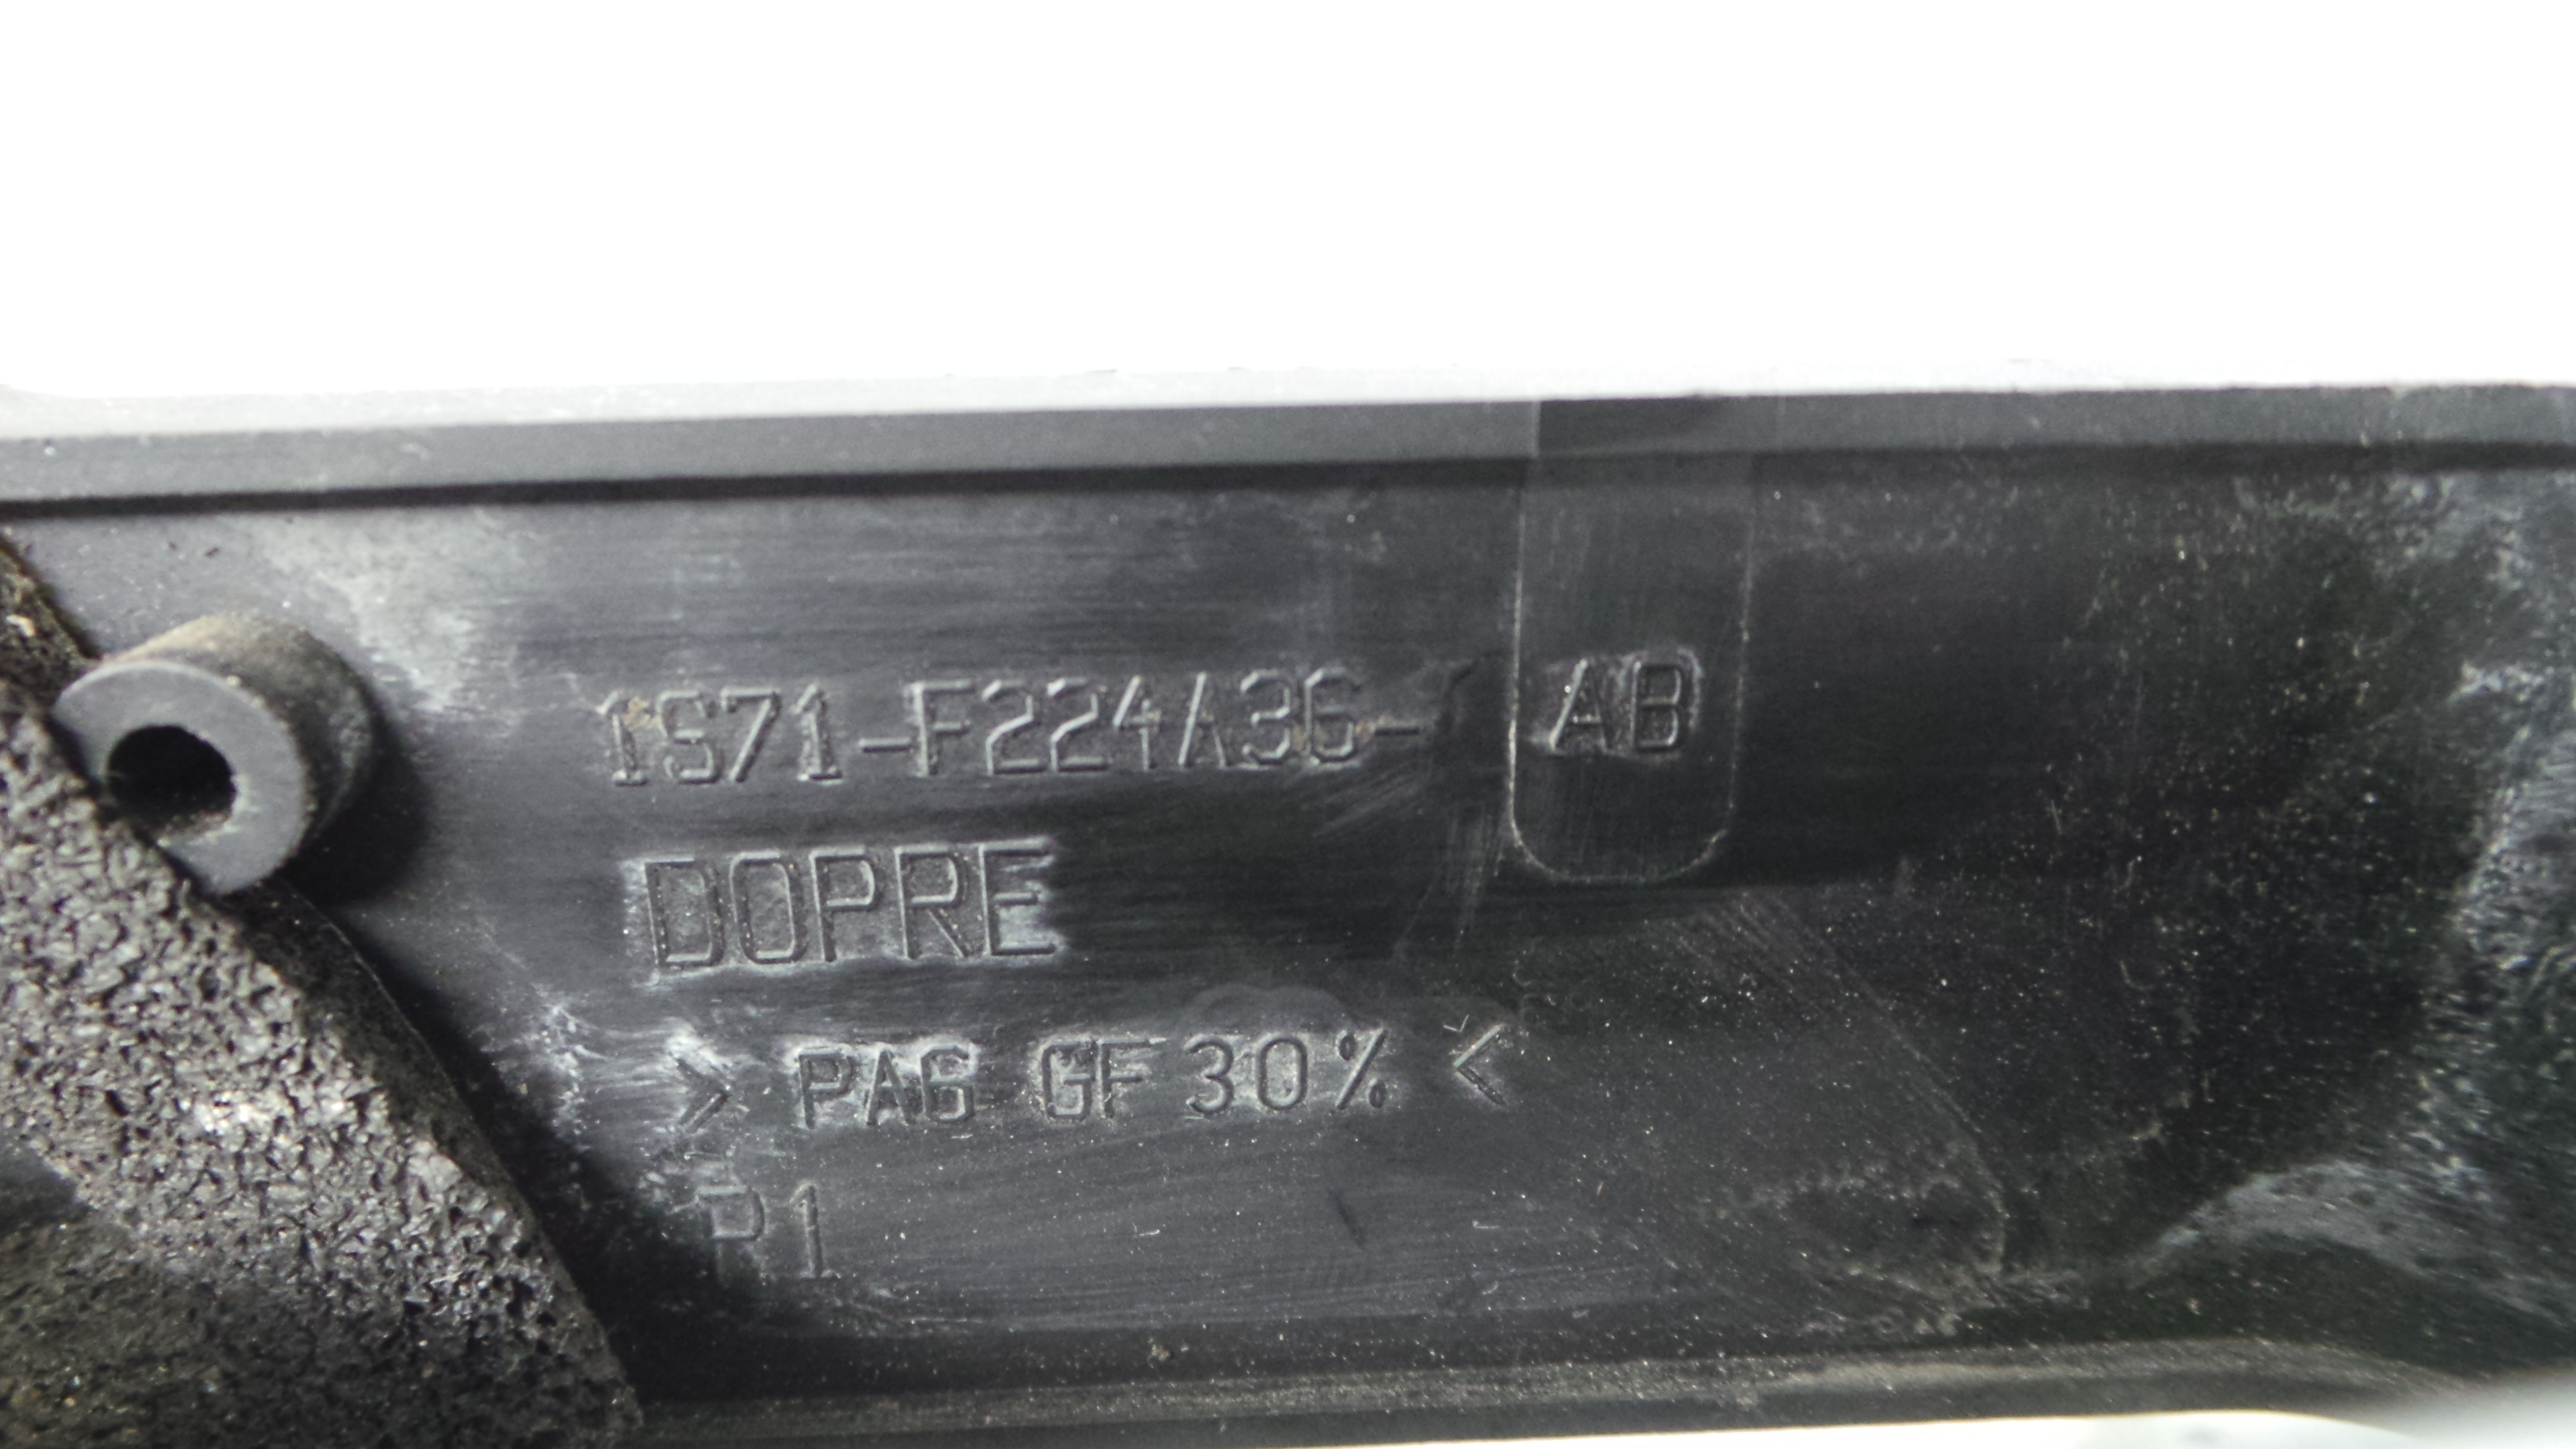 1S71-F224A36- AB
DOPRE
> PA6 GF 30% <
P1